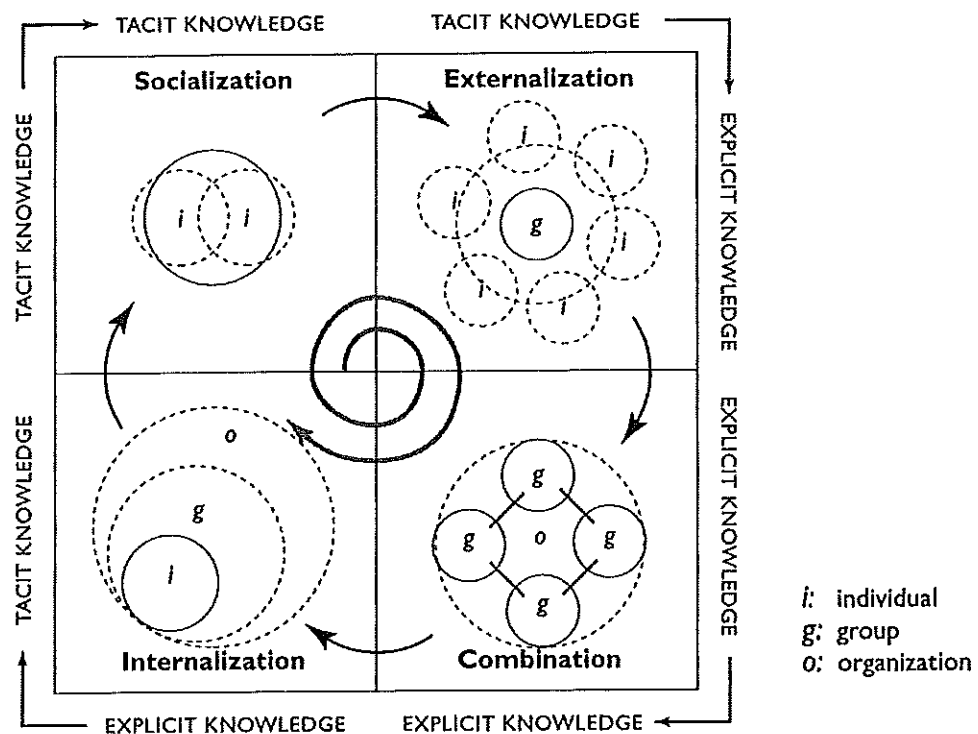 TACIT KNOWLEDGE
TACIT KNOWLEDGE
TACIT KNOWLEDGE
Socialization
i
i
Externalization
i
i
i
g
i
i
i
EXPLICIT KNOWLEDGE
TACIT KNOWLEDGE
o
g
i
Internalization
g
g
o
g
g
Combination
EXPLICIT KNOWLEDGE
EXPLICIT KNOWLEDGE
EXPLICIT KNOWLEDGE
i: individual
g: group
o: organization